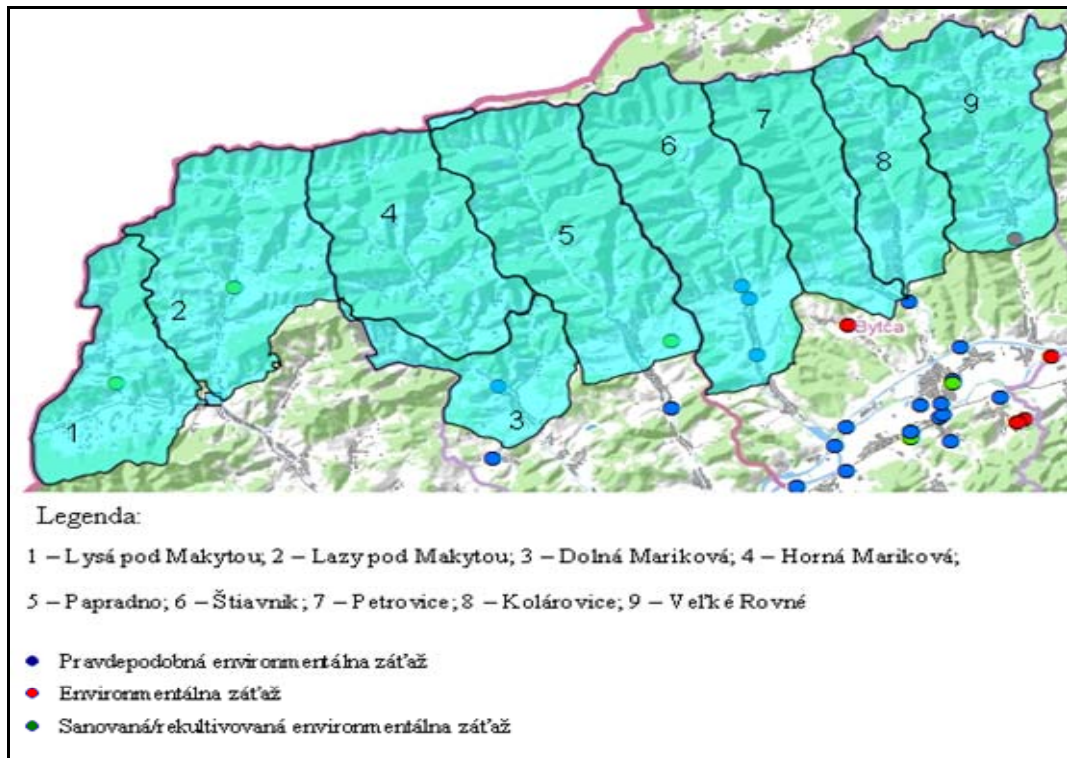 9
7
6
8
4
5
2
Bytča
3
1
Legenda:
1 – Lysá pod Makytou; 2 – Lazy pod Makytou; 3 – Dolná Mariková; 4 – Horná Mariková;
5 – Papradno; 6 – Štiavnik; 7 – Petrovice; 8 – Kolárovice; 9 – Veľké Rovné
Pravdepodobná environmentálna záťaž
Environmentálna záťaž
Sanovaná/rekultivovaná environmentálna záťaž